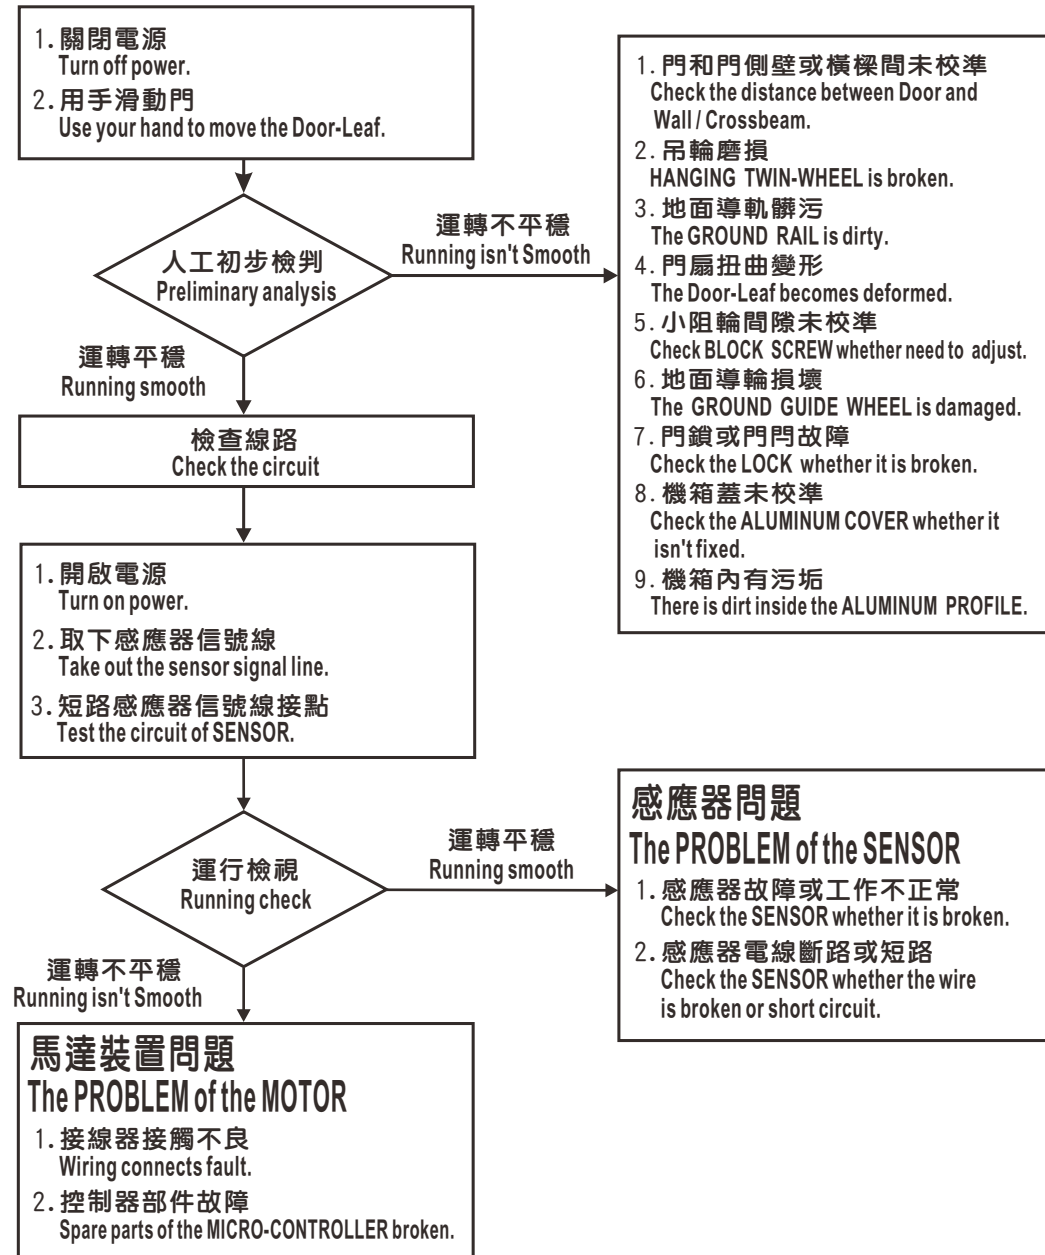 1.關閉電源
Turn off power.
2.用手滑動門
Use your hand to move the Door-Leaf.
人工初步檢判
Preliminary analysis
運轉不平穩
Running isn't Smooth
1.門和門側壁或橫樑間未校準
Check the distance between Door and
Wall / Crossbeam.
2.吊輪磨損
HANGING TWIN-WHEEL is broken.
3.地面導軌髒污
The GROUND RAIL is dirty.
4.門扇扭曲變形
The Door-Leaf becomes deformed.
5.小阻輪間隙未校準
Check BLOCK SCREW whether need to adjust.
6.地面導輪損壞
The GROUND GUIDE WHEEL is damaged.
7.門鎖或門閂故障
Check the LOCK whether it is broken.
8.機箱蓋未校準
Check the ALUMINUM COVER whether it
isn't fixed.
9.機箱內有污垢
There is dirt inside the ALUMINUM PROFILE.
運轉平穩
Running smooth
檢查線路
Check the circuit
1.開啟電源
Turn on power.
2.取下感應器信號線
Take out the sensor signal line.
3.短路感應器信號線接點
Test the circuit of SENSOR.
運行檢視
Running check
運轉平穩
Running smooth
感應器問題
The PROBLEM of the SENSOR
1.感應器故障或工作不正常
Check the SENSOR whether it is broken.
2.感應器電線斷路或短路
Check the SENSOR whether the wire
is broken or short circuit.
運轉不平穩
Running isn't Smooth
馬達裝置問題
The PROBLEM of the MOTOR
1.接線器接觸不良
Wiring connects fault.
2.控制器部件故障
Spare parts of the MICRO-CONTROLLER broken.